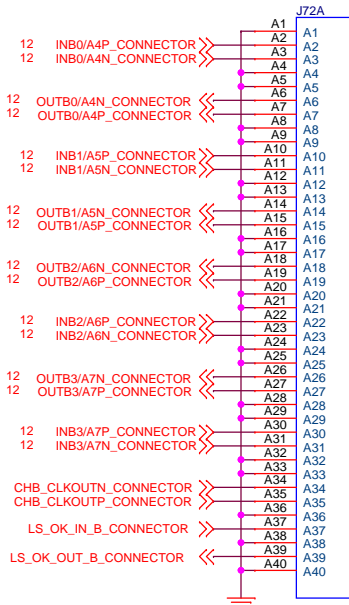 J72A
A1 A1
12 INB0/A4P_CONNECTOR A2 A2
12 INB0/A4N_CONNECTOR A3 A3
A4 A4
A5 A5
12 OUTB0/A4N_CONNECTOR A6 A6
12 OUTB0/A4P_CONNECTOR A7 A7
A8 A8
A9 A9
12 INB1/A5P_CONNECTOR A10 A10
12 INB1/A5N_CONNECTOR A11 A11
A12 A12
A13 A13
12 OUTB1/A5N_CONNECTOR A14 A14
12 OUTB1/A5P_CONNECTOR A15 A15
A16 A16
A17 A17
12 OUTB2/A6N_CONNECTOR A18 A18
12 OUTB2/A6P_CONNECTOR A19 A19
A20 A20
A21 A21
12 INB2/A6P_CONNECTOR A22 A22
12 INB2/A6N_CONNECTOR A23 A23
A24 A24
A25 A25
12 OUTB3/A7N_CONNECTOR A26 A26
12 OUTB3/A7P_CONNECTOR A27 A27
A28 A28
A29 A29
12 INB3/A7P_CONNECTOR A30 A30
12 INB3/A7N_CONNECTOR A31 A31
A32 A32
A33 A33
CHB_CLKOUTN_CONNECTOR A34 A34
CHB_CLKOUTP_CONNECTOR A35 A35
A36 A36
LS_OK_IN_B_CONNECTOR A37 A37
A38 A38
LS_OK_OUT_B_CONNECTOR A39 A39
A40 A40